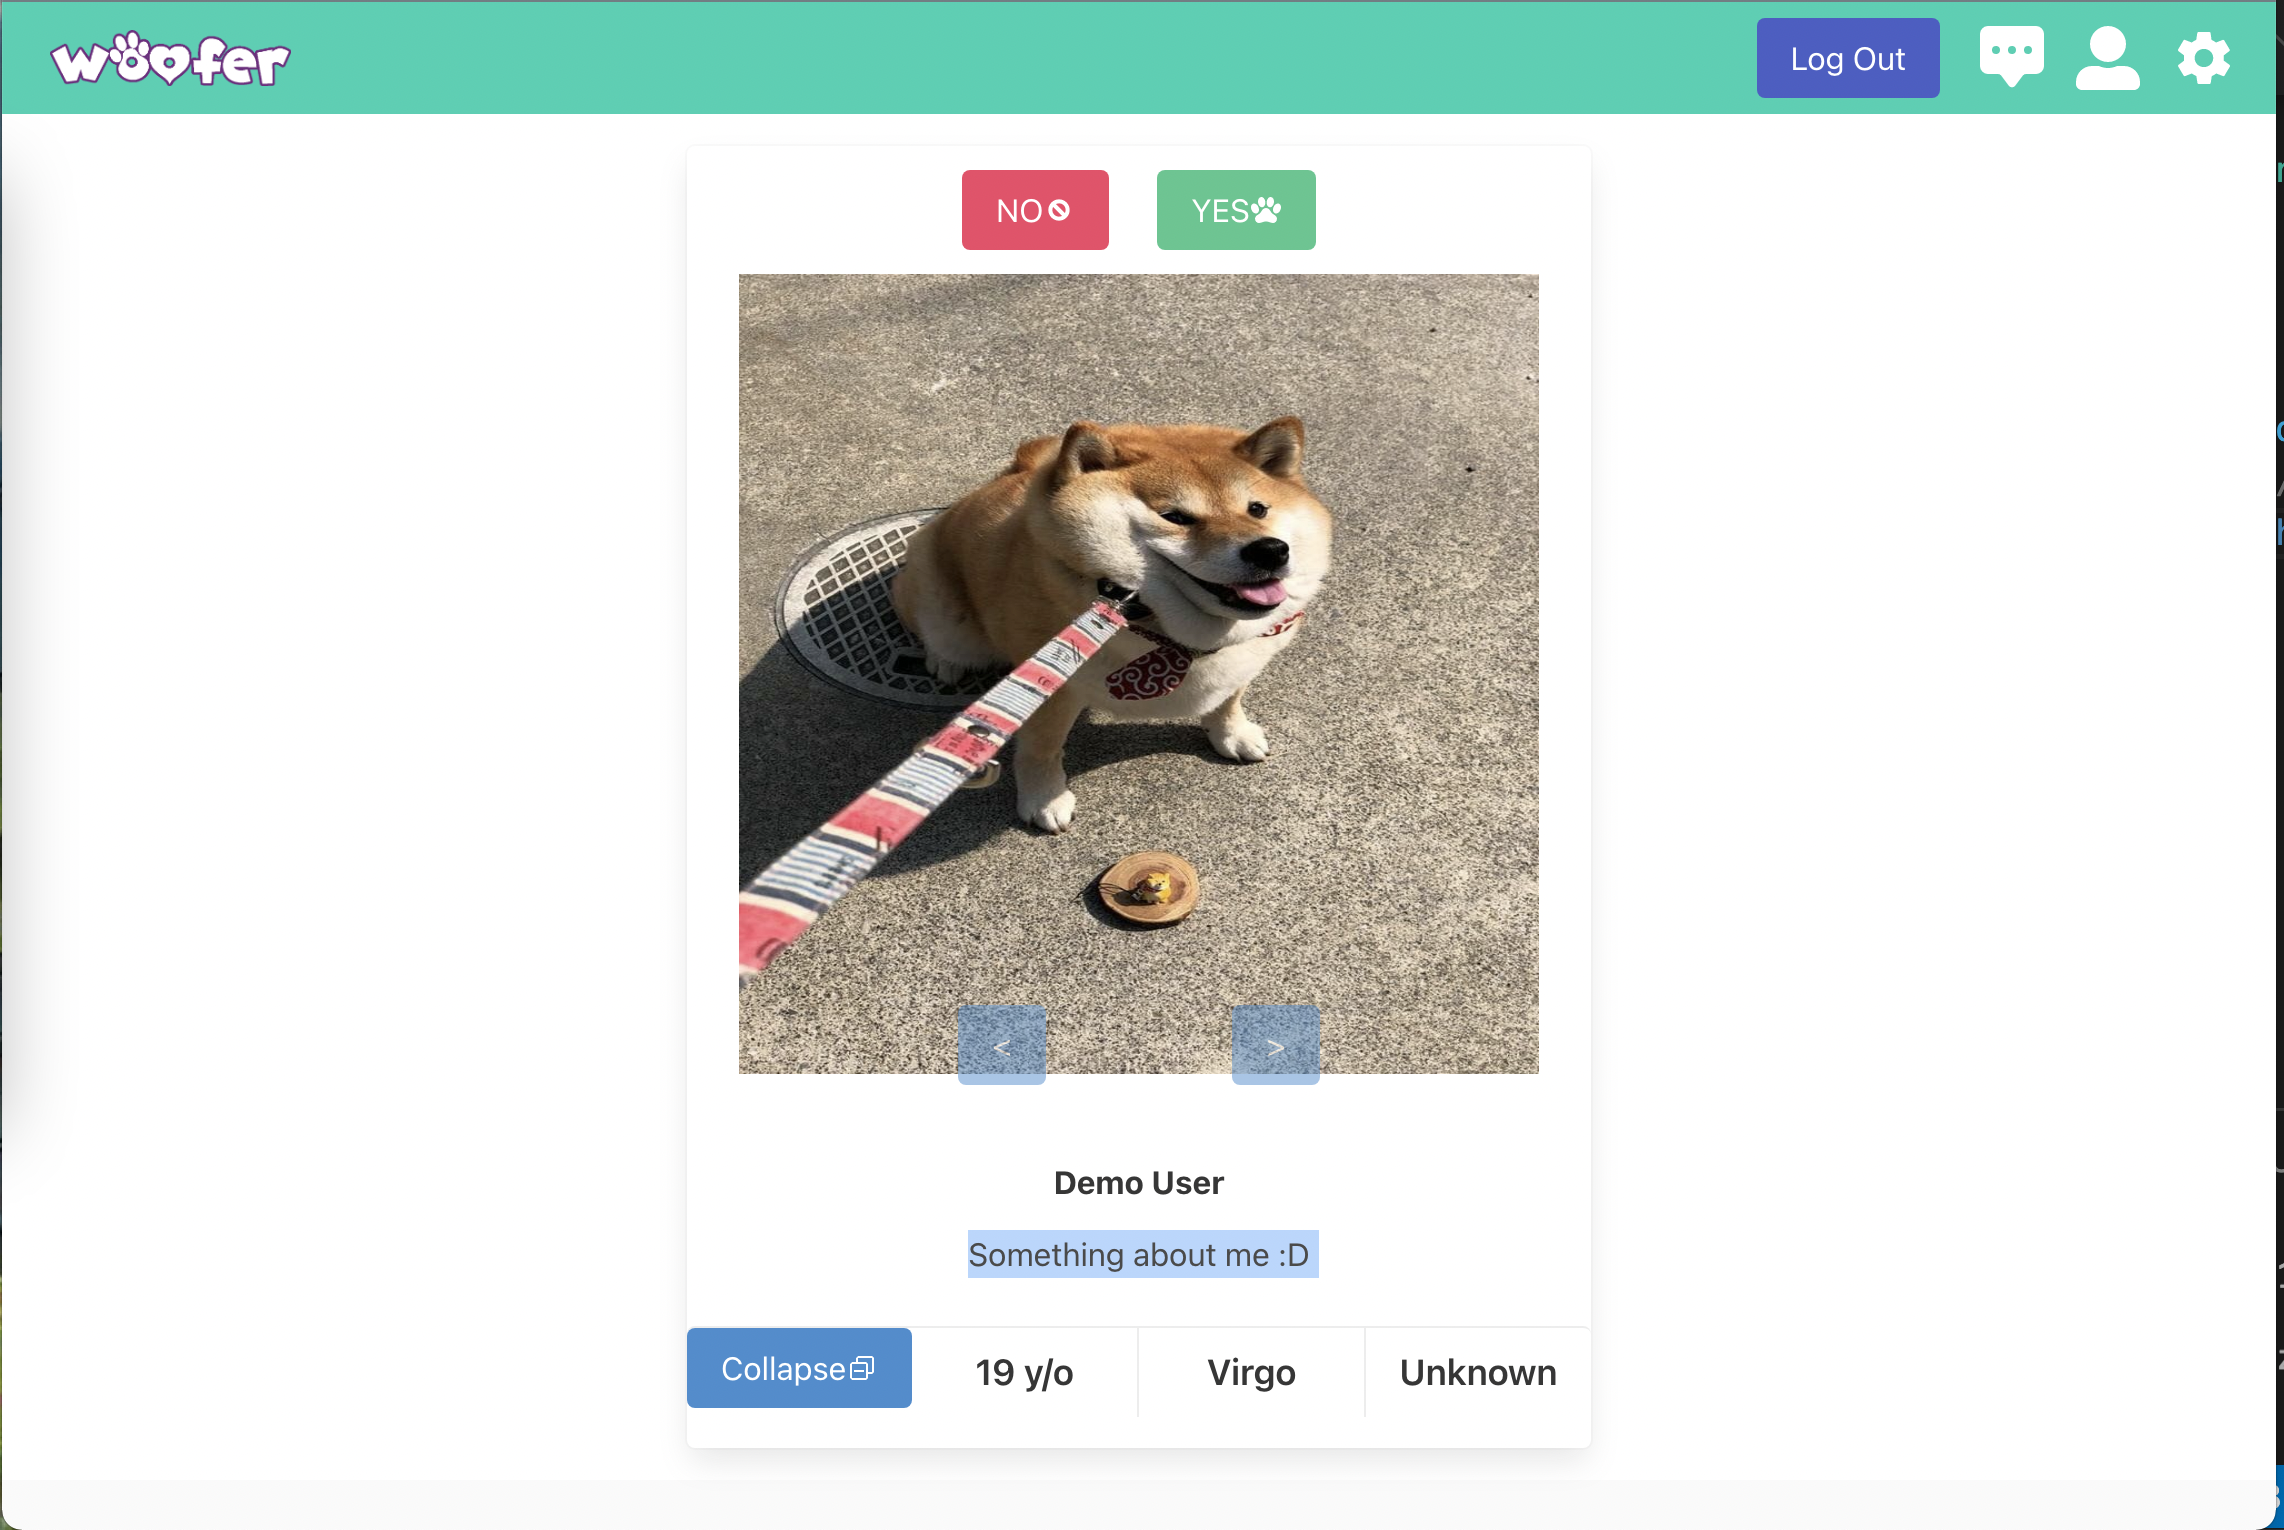 woofer
Log Out
NO
YES
<
>
Demo User
Something about me :D
Collapse
19 y/o
Virgo
Unknown